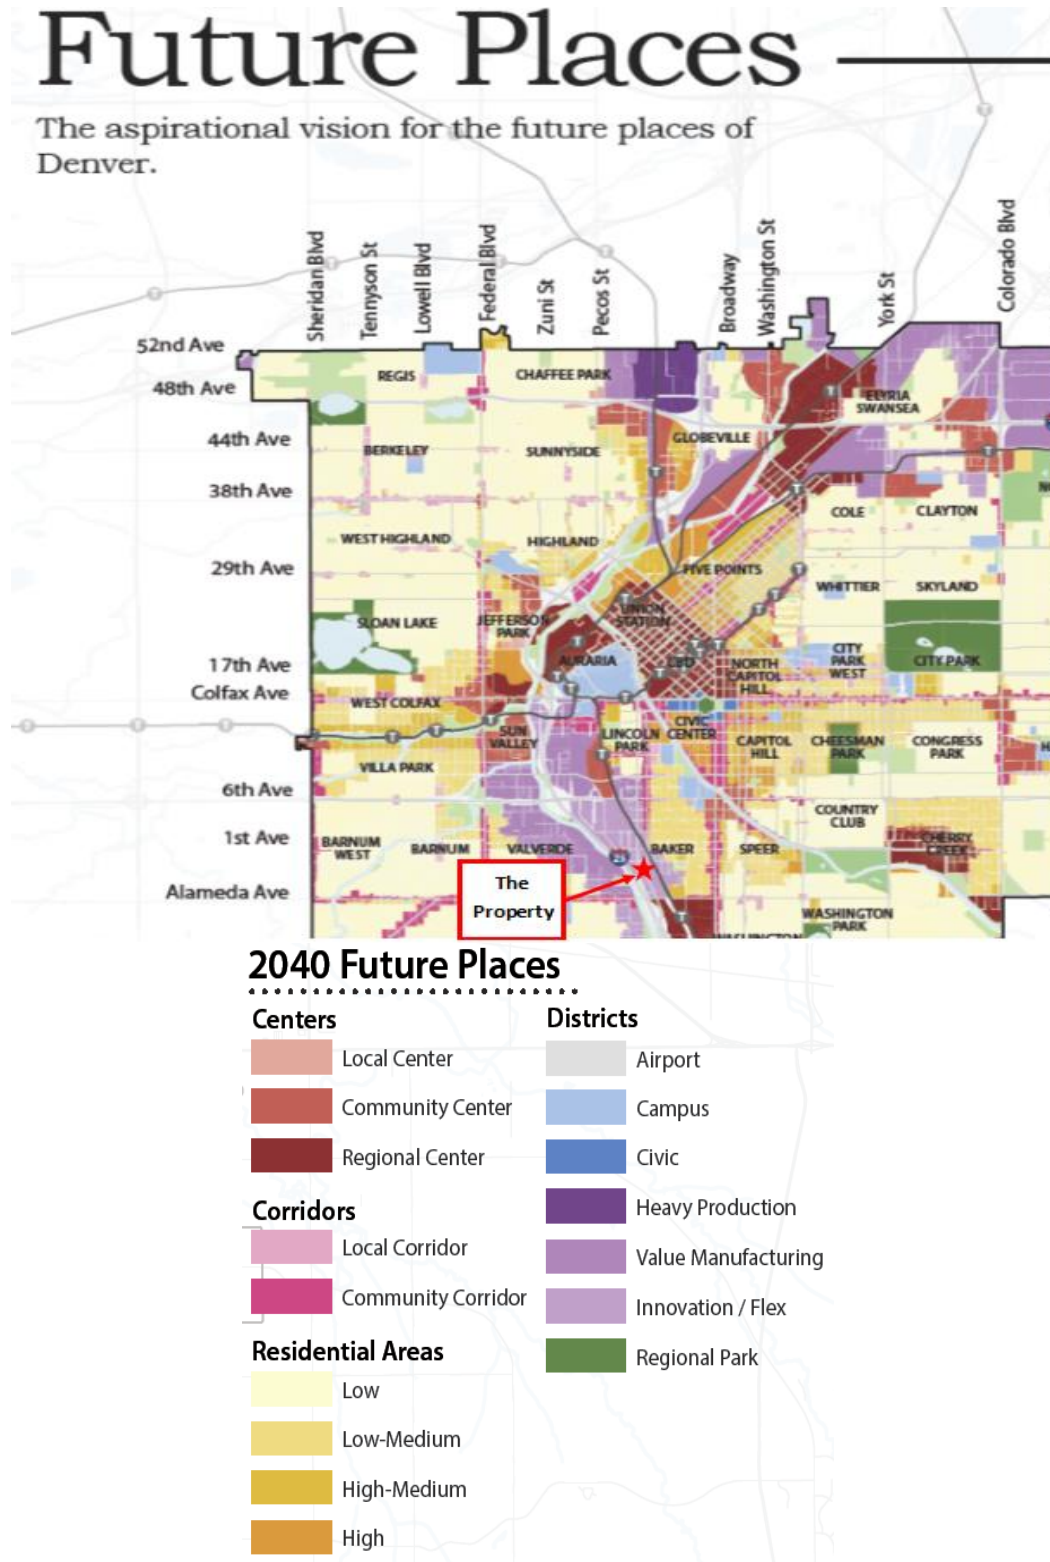 Future Places
The aspirational vision for the future places of
Denver.
Sheridan Blvd
Tennyson St
Lowell Blvd
Federal Blvd
Zuni St
Pecos St
Broadway
Washington St
York St
Colorado Blvd
52nd Ave
48th Ave
44th Ave
38th Ave
29th Ave
17th Ave
Colfax Ave
6th Ave
1st Ave
Alameda Ave
REGIS
CHAFFEE PARK
ELYRIA
SWANSEA
BERKELEY
SUNNYSIDE
GLOBEVILLE
COLE
CLAYTON
WEST HIGHLAND
HIGHLAND
FIVE POINTS
WHITTIER
SKYLAND
SLOAN LAKE
JEFFERSON
PARK
UNION
STATION
AURARIA
CBD
NORTH
CAPITOL
HILL
CITY
PARK
WEST
CITY PARK
WEST COLFAX
SUN
VALLEY
LINCOLN
PARK
CIVIC
CENTER
CAPITOL
HILL
CHEESMAN
PARK
CONGRESS
PARK
VILLA PARK
COUNTRY
CLUB
BARNUM
WEST
BARNUM
VALVERDE
BAKER
SPEER
CHERRY
CREEK
WASHINGTON
PARK
The
Property
2040 Future Places
Centers
Local Center
Community Center
Regional Center
Corridors
Local Corridor
Community Corridor
Residential Areas
Low
Low-Medium
High-Medium
High
Districts
Airport
Campus
Civic
Heavy Production
Value Manufacturing
Innovation / Flex
Regional Park